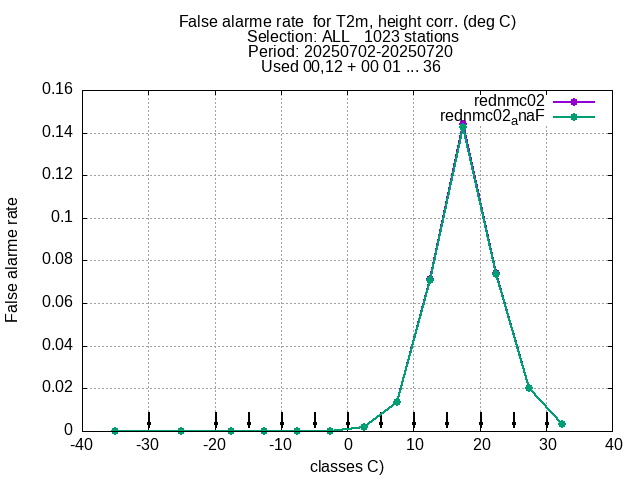 False alarme rate  for T2m, height corr. (deg C)
Selection: ALL   1023 stations
Period: 20250702-20250720
Used 00,12 + 00 01 ... 36
rednmc02
rednmc02anaF
0.16
0.14
0.12
0.1
0.08
0.06
0.04
0.02
0
False alarme rate
-40 -30 -20 -10 0 10 20 30 40
classes C)